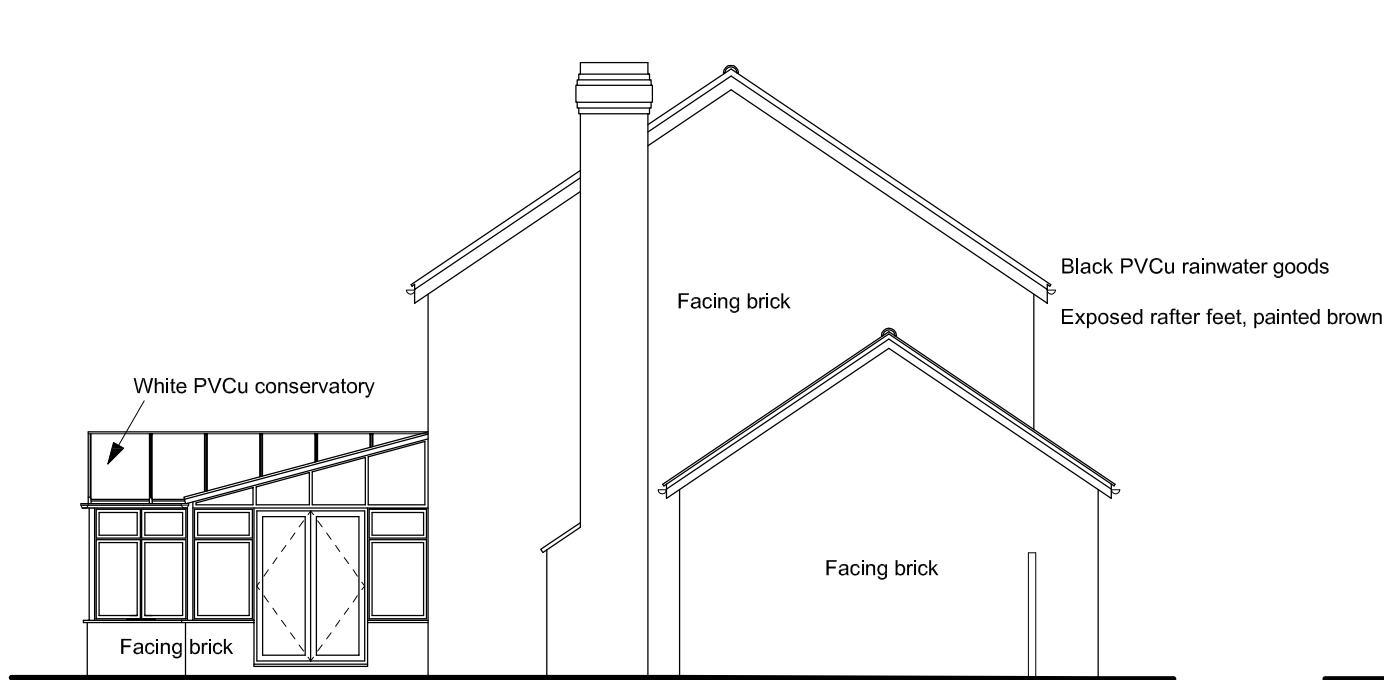 Black PVCu rainwater goods
Facing brick
Exposed rafter feet, painted brown
White PVCu conservatory
Facing brick
Facing brick